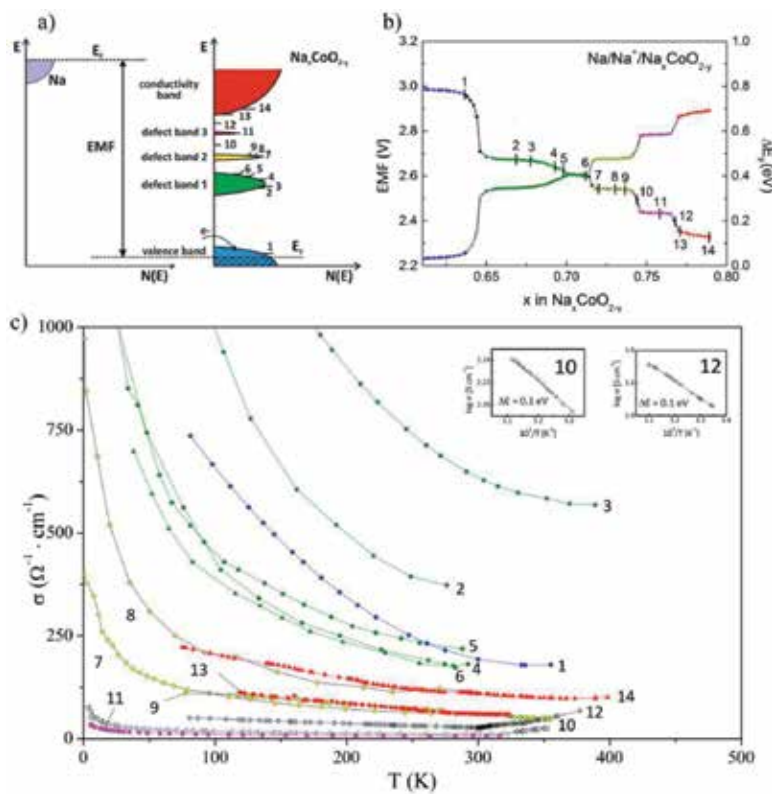 a)
E
E_F
Na
EMF
N(E)
E
Na_xCoO_2-y
conductivity
band
14
13
12
defect band 3
11
10
9
8
defect band 2
7
6
5
defect band 1
4
3
2
e
valence band
1
E_F
N(E)
b)
Na/Na⁺/Na_xCoO_2-y
EMF (V)
3.2
3.0
2.8
2.6
2.4
2.2
1
2 3
4
5
6
7
8 9
10
11
12
13
14
1.0
0.8
0.6
0.4
0.2
0.0
ΔE_F(eV)
0.65 0.70 0.75 0.80
x in Na_xCoO_2-y
c)
σ (Ω⁻¹ · cm⁻¹)
1000
750
500
250
0
10
ΔE = 0.1 eV
10³/T (K⁻¹)
12
ΔE = 0.1 eV
10³/T (K⁻¹)
3
2
8
5
4
6
1
7
13
14
9
11
12
10
0 100 200 300 400 500
T (K)